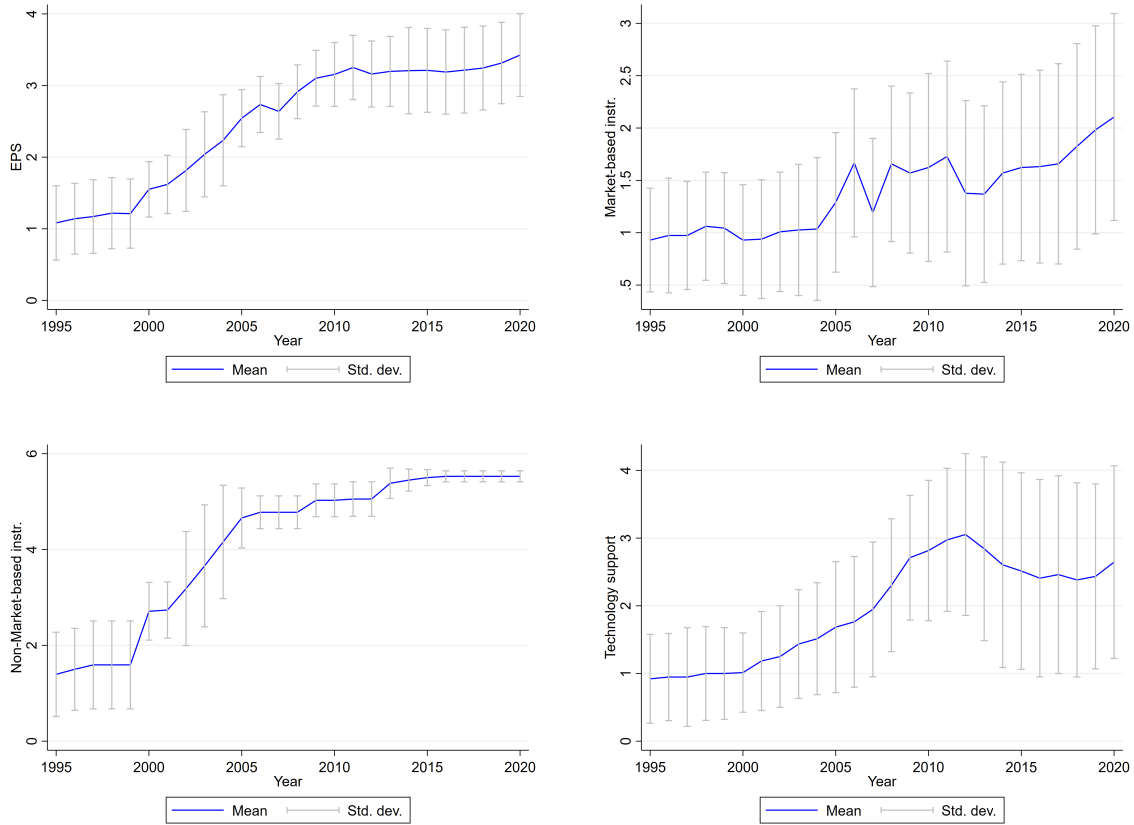 EPS
4
3
2
1
0
1995 2000 2005 2010 2015 2020
Year
Mean Std. dev.
Market-based instr.
3
2.5
2
1.5
1
.5
1995 2000 2005 2010 2015 2020
Year
Mean Std. dev.
Non-Market-based instr.
6
4
2
0
1995 2000 2005 2010 2015 2020
Year
Mean Std. dev.
Technology support
4
3
2
1
0
1995 2000 2005 2010 2015 2020
Year
Mean Std. dev.